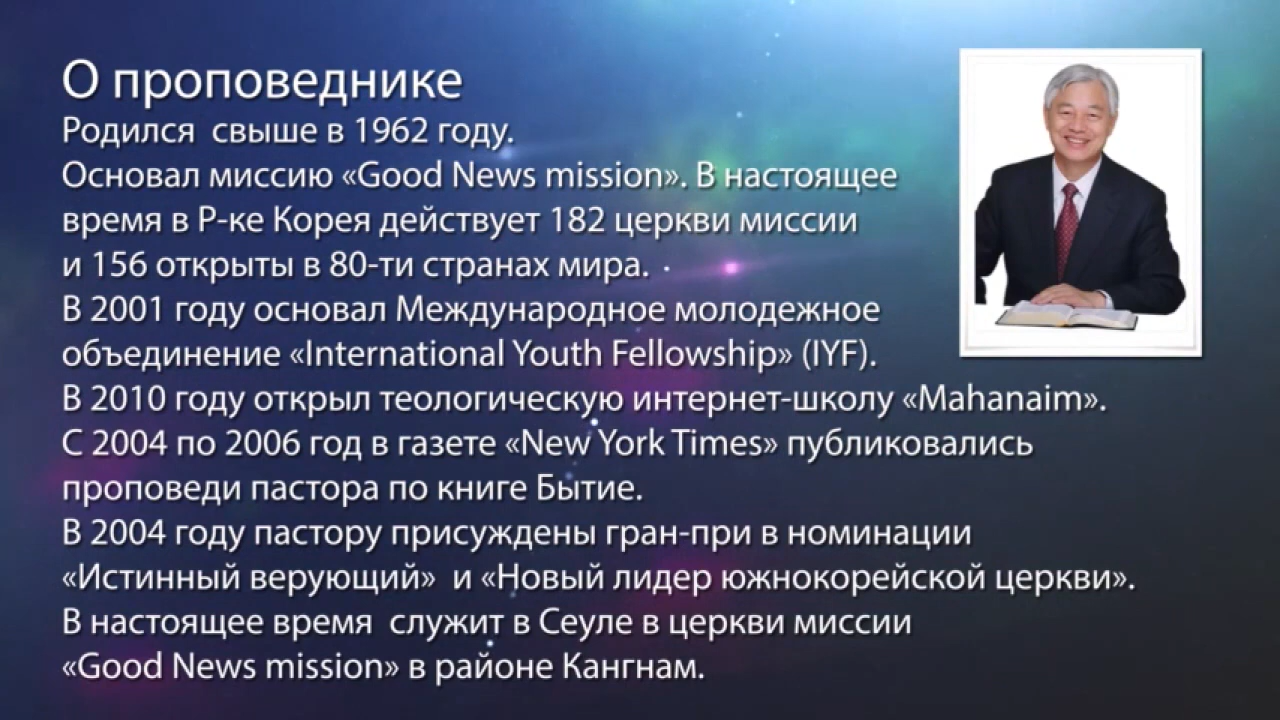 О проповеднике
Родился свыше в 1962 году.
Основал миссию «Good News mission». В настоящее
время в Р-ке Корея действует 182 церкви миссии
и 156 открыты в 80-ти странах мира.
В 2001 году основал Международное молодежное
объединение «International Youth Fellowship» (IYF).
В 2010 году открыл теологическую интернет-школу «Mahanaim».
С 2004 по 2006 год в газете «New York Times» публиковались
проповеди пастора по книге Бытие.
В 2004 году пастору присуждены гран-при в номинации
«Истинный верующий» и «Новый лидер южнокорейской церкви».
В настоящее время служит в Сеуле в церкви миссии
«Good News mission» в районе Кангнам.